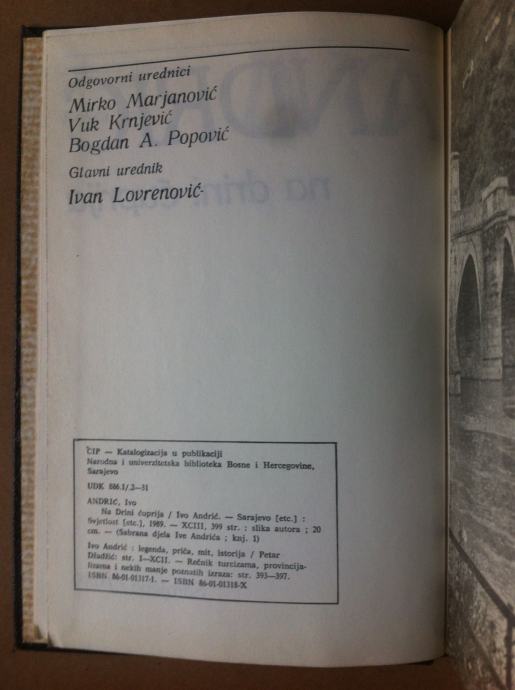 Odgovorni urednici
Mirko Marjanović
Vuk Krnjević
Bogdan A. Popović
Glavni urednik
Ivan Lovrenović
CIP — Katalogizacija u publikaciji
Narodna i univerzitetska biblioteka Bosne i Hercegovine,
Sarajevo
UDK 886.1/.2—31
ANDRIĆ, Ivo
Na Drini ćuprija / Ivo Andrić. — Sarajevo [etc.] :
Svjetlost [etc.], 1989. — XCIII, 399 str. : slika autora ; 20
cm. — (Sabrana djela Ive Andrića ; knj. 1)
Ivo Andrić : legenda, priča, mit, istorija / Petar
Džadžić: str. I—XCII. — Rečnik turcizama, provincija-
lizama i nekih manje poznatih izraza: str. 393—397.
ISBN 86-01-01317-1. — ISBN 86-01-01318-X